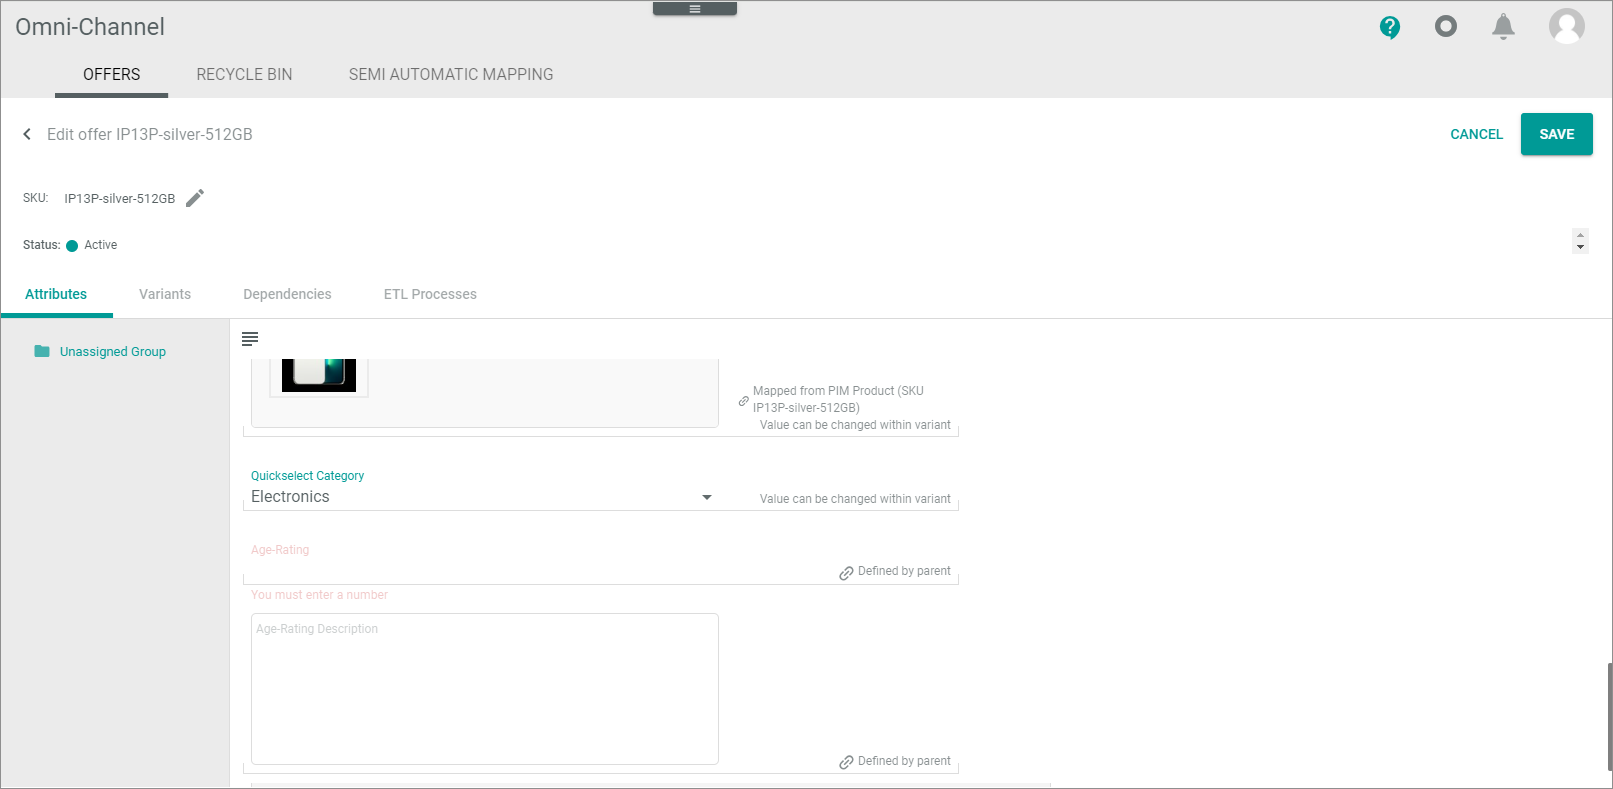 Omni-Channel
OFFERS
RECYCLE BIN
SEMI AUTOMATIC MAPPING
Edit offer IP13P-silver-512GB
CANCEL
SAVE
SKU:
IP13P-silver-512GB
Status:
Active
Attributes
Variants
Dependencies
ETL Processes
Unassigned Group
Mapped from PIM Product (SKU
IP13P-silver-512GB)
Value can be changed within variant
Quickselect Category
Electronics
Value can be changed within variant
Age-Rating
Defined by parent
You must enter a number
Age-Rating Description
Defined by parent